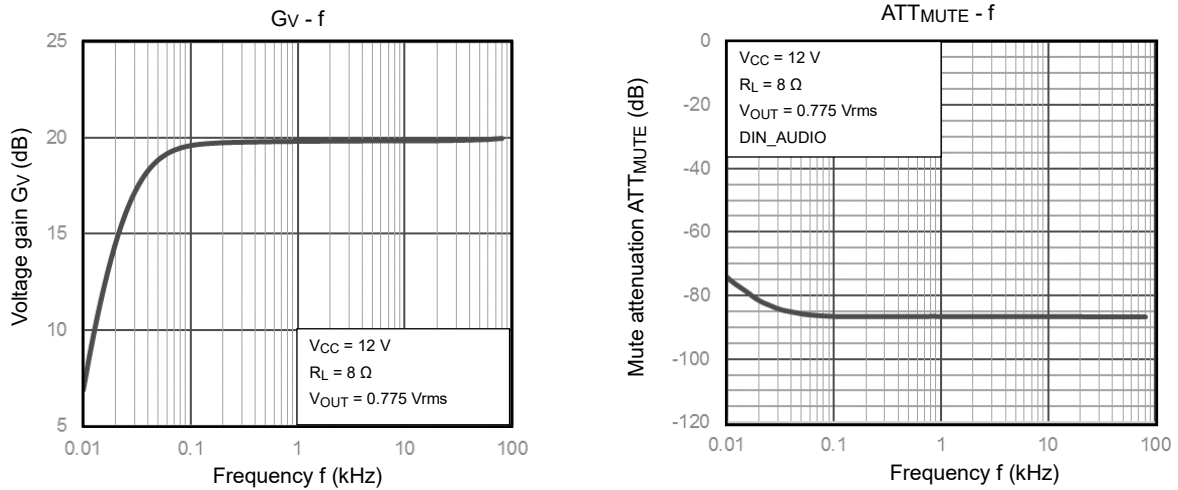 GV - f
25
20
15
10
5
Voltage gain GV (dB)
VCC = 12 V
RL = 8 Ω
VOUT = 0.775 Vrms
0.01 0.1 1 10 100
Frequency f (kHz)
ATTMUTE - f
0
-20
-40
-60
-80
-100
-120
Mute attenuation ATTMUTE (dB)
VCC = 12 V
RL = 8 Ω
VOUT = 0.775 Vrms
DIN_AUDIO
0.01 0.1 1 10 100
Frequency f (kHz)